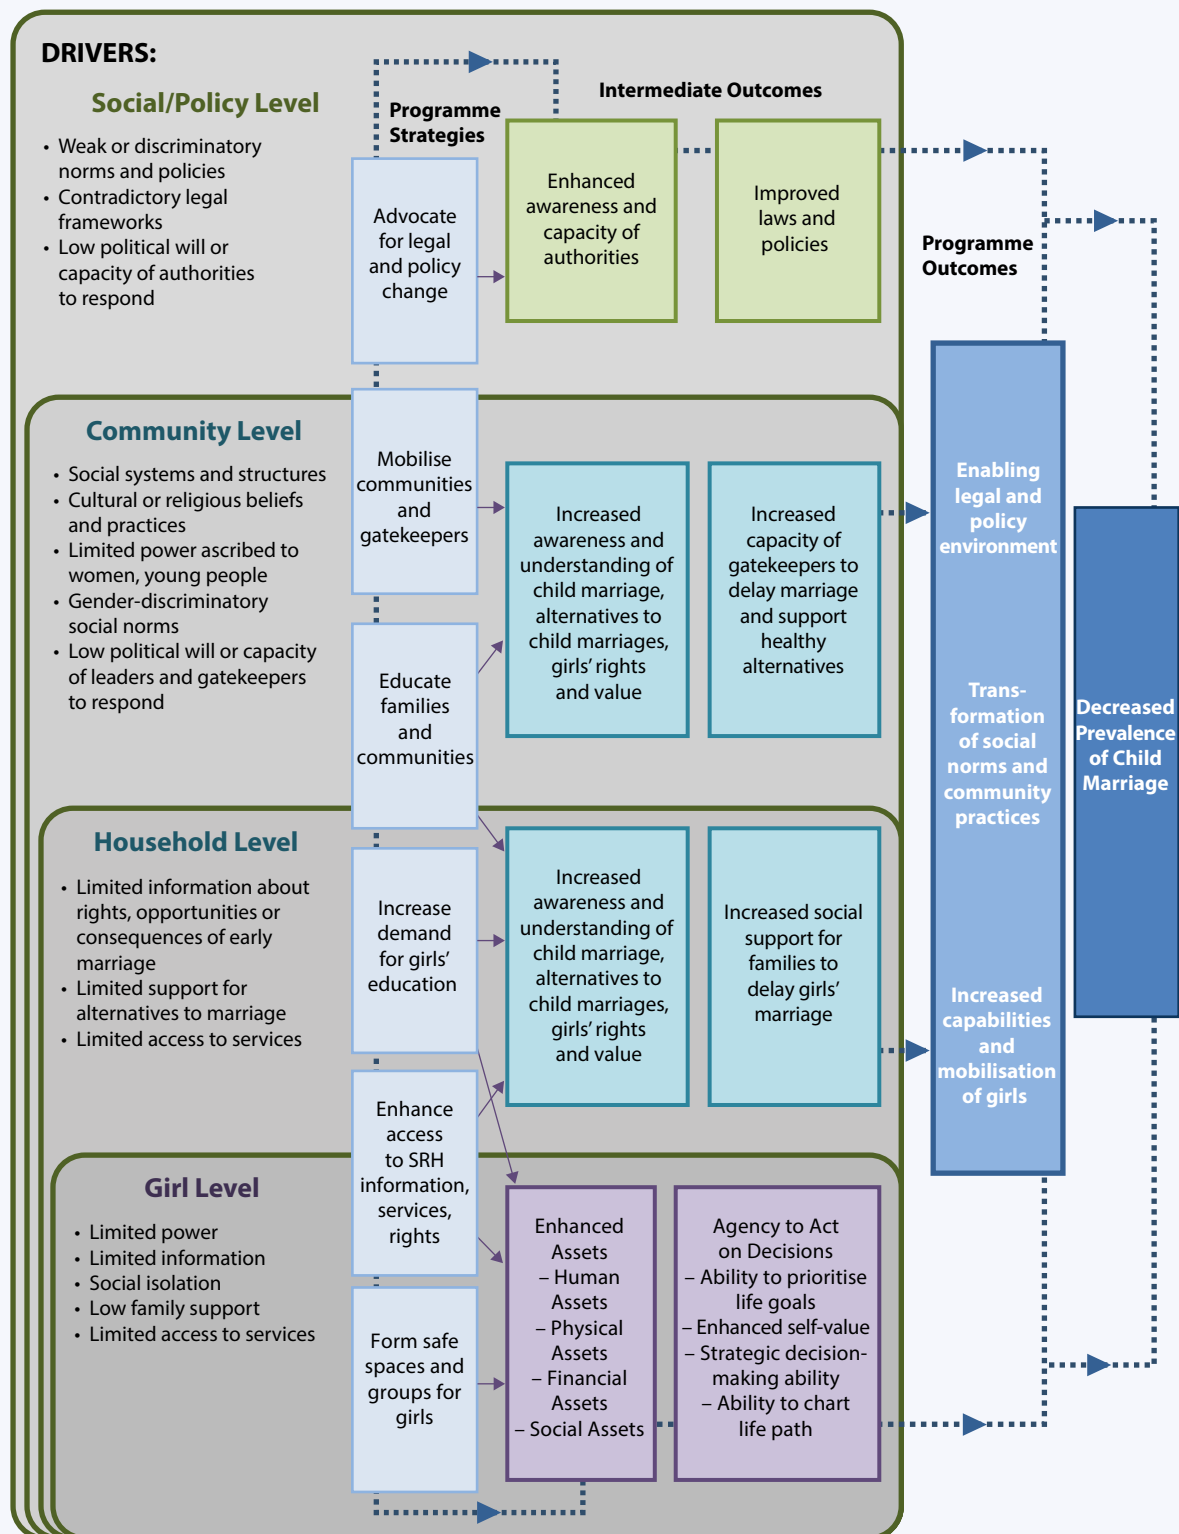 DRIVERS:
Social/Policy Level
• Weak or discriminatory
norms and policies
• Contradictory legal
frameworks
• Low political will or
capacity of authorities
to respond
Programme
Strategies
Intermediate Outcomes
Advocate
for legal
and policy
change
Enhanced
awareness and
capacity of
authorities
Improved
laws and
policies
Programme
Outcomes
Community Level
• Social systems and structures
• Cultural or religious beliefs
and practices
• Limited power ascribed to
women, young people
• Gender-discriminatory
social norms
• Low political will or capacity
of leaders and gatekeepers
to respond
Mobilise
communities
and
gatekeepers
Educate
families
and
communities
Increased
awareness and
understanding of
child marriage,
alternatives to
child marriages,
girls’ rights
and value
Increased
capacity of
gatekeepers to
delay marriage
and support
healthy
alternatives
Household Level
• Limited information about
rights, opportunities or
consequences of early
marriage
• Limited support for
alternatives to marriage
• Limited access to services
Increase
demand
for girls’
education
Enhance
access
to SRH
information,
services,
rights
Increased
awareness and
understanding of
child marriage,
alternatives to
child marriages,
girls’ rights
and value
Increased social
support for
families to
delay girls’
marriage
Girl Level
• Limited power
• Limited information
• Social isolation
• Low family support
• Limited access to services
Form safe
spaces and
groups for
girls
Enhanced
Assets
– Human
Assets
– Physical
Assets
– Financial
Assets
– Social Assets
Agency to Act
on Decisions
– Ability to prioritise
life goals
– Enhanced self-value
– Strategic decision-
making ability
– Ability to chart
life path
Enabling
legal and
policy
environment
Trans-
formation
of social
norms and
community
practices
Increased
capabilities
and
mobilisation
of girls
Decreased
Prevalence
of Child
Marriage